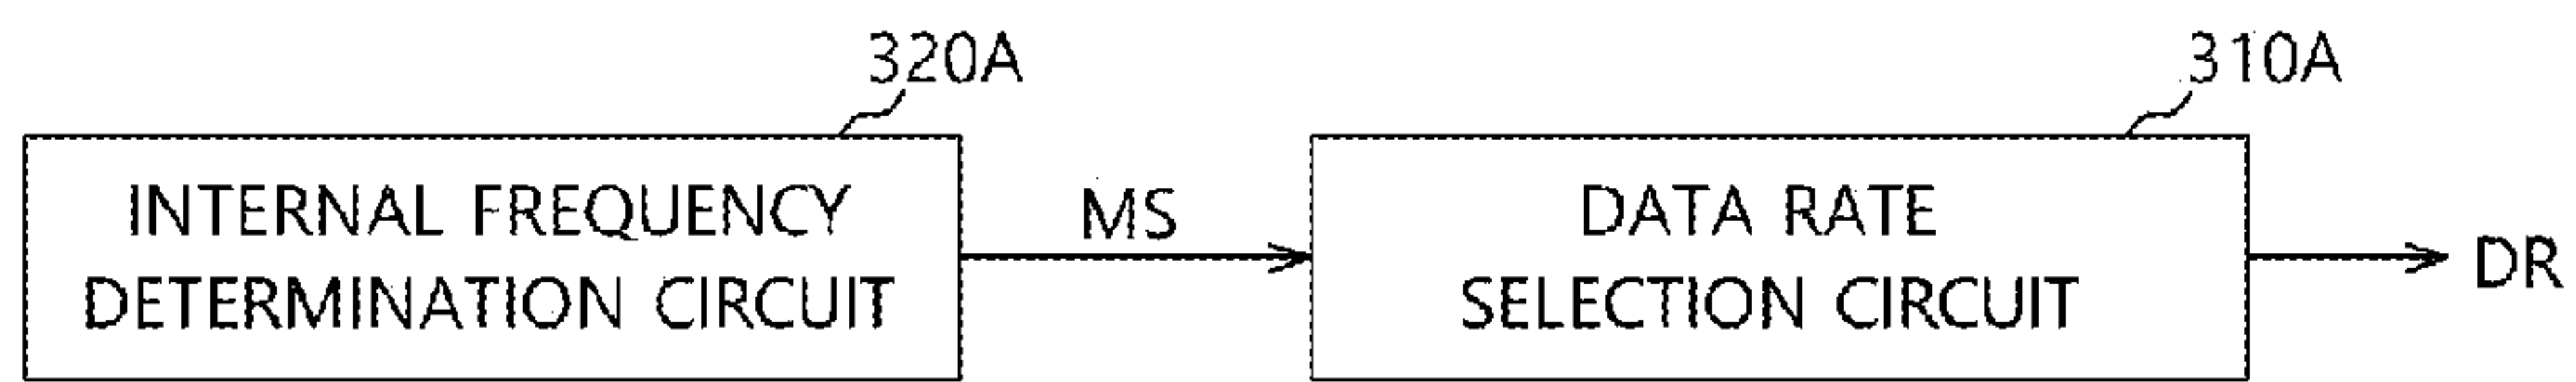 320A
310A
INTERNAL FREQUENCY
DETERMINATION CIRCUIT
MS
DATA RATE
SELECTION CIRCUIT
DR